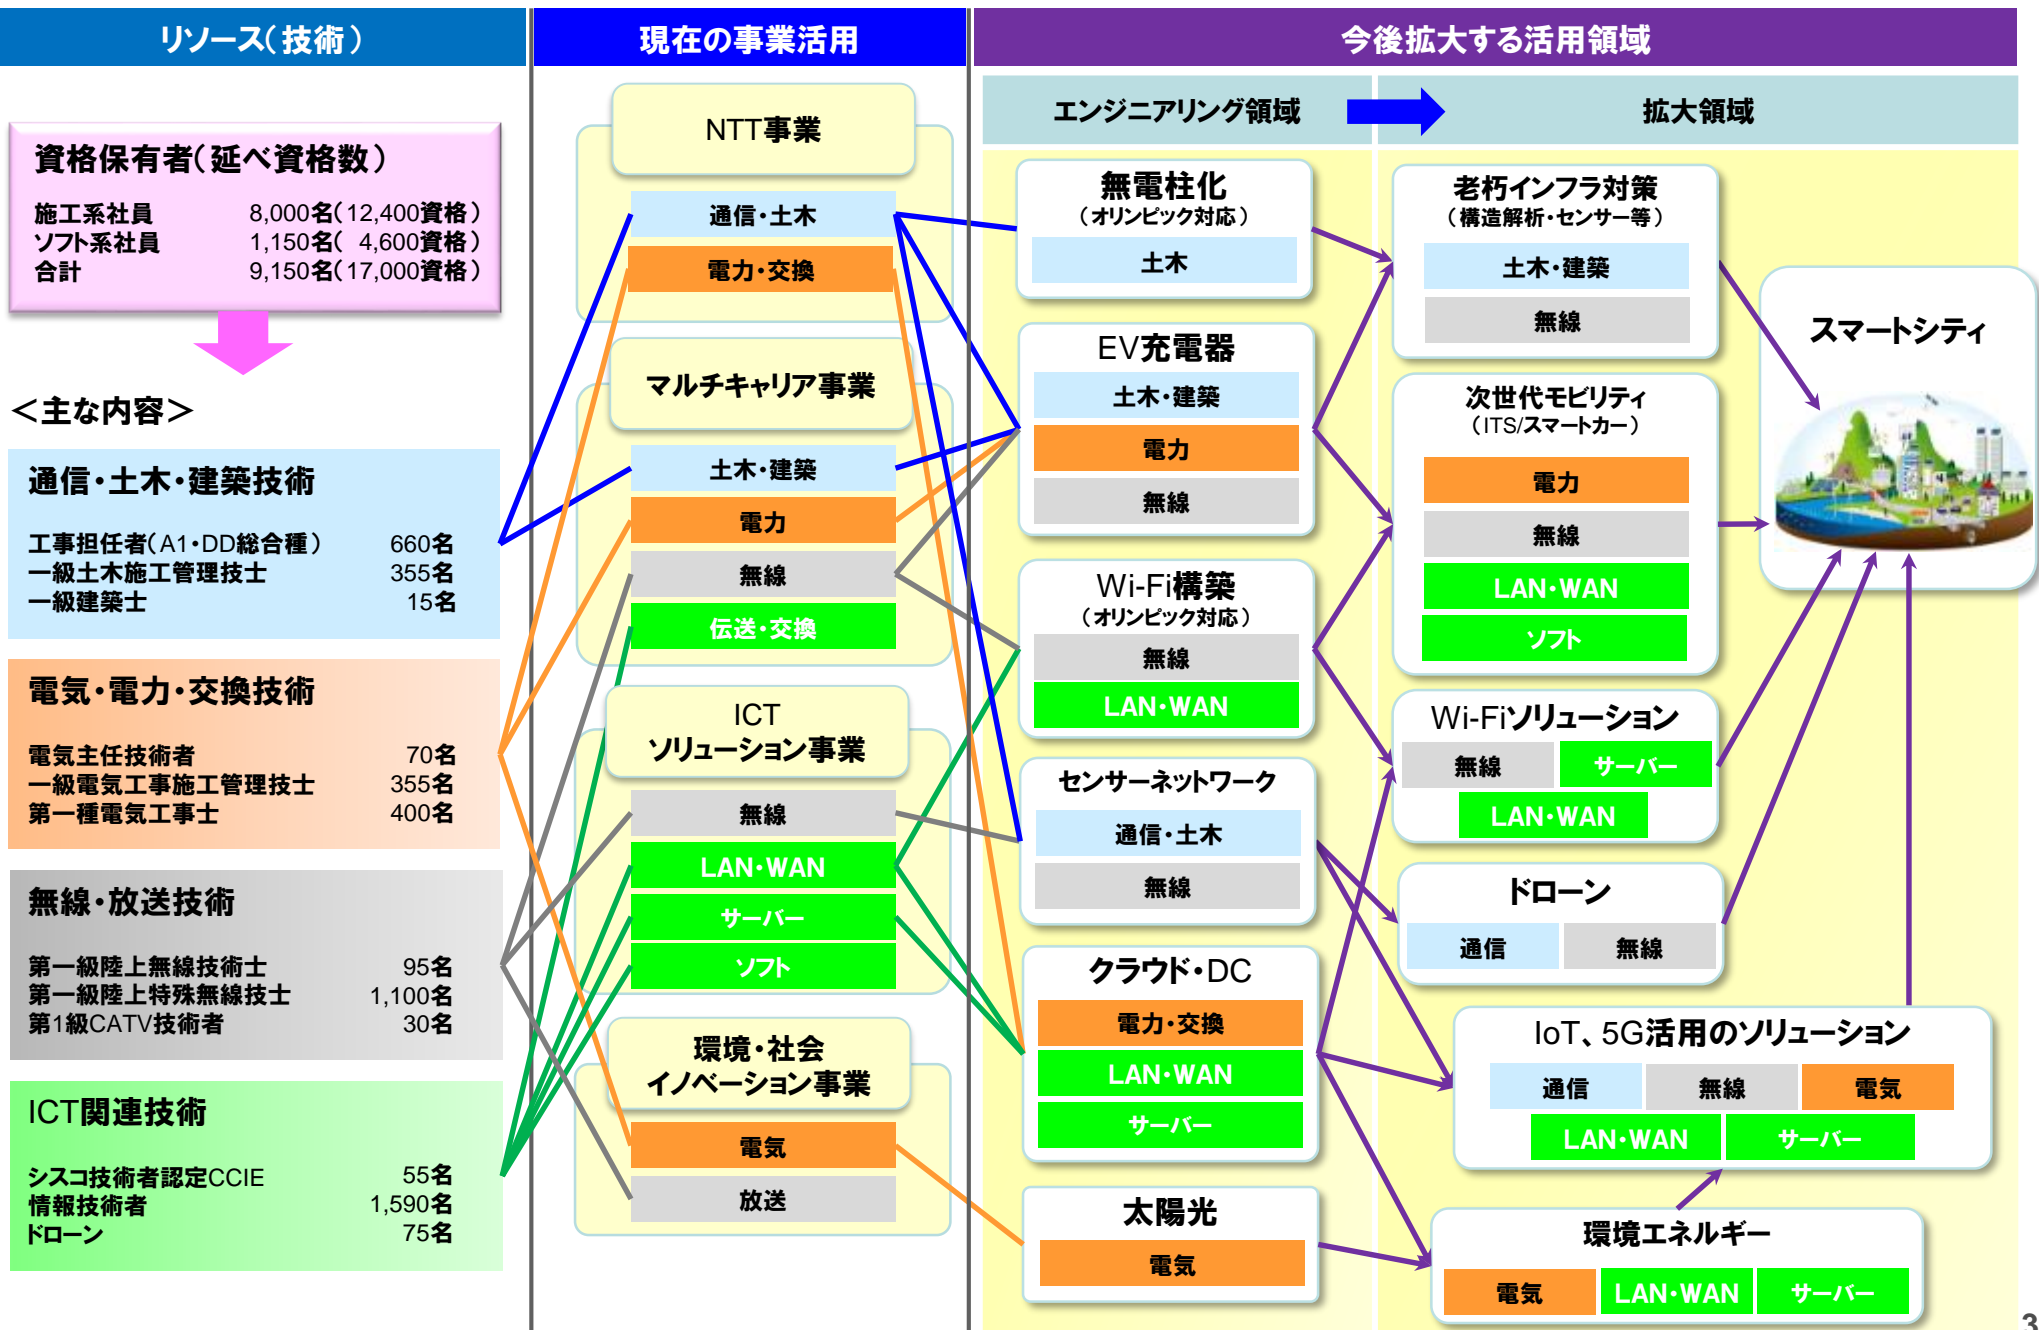 リソース(技術)
現在の事業活用
今後拡大する活用領域
資格保有者(延べ資格数)
施工系社員 8,000名(12,400資格)
ソフト系社員 1,150名( 4,600資格)
合計 9,150名(17,000資格)
<主な内容>
通信・土木・建築技術
工事担任者(A1・DD総合種) 660名
一級土木施工管理技士 355名
一級建築士 15名
電気・電力・交換技術
電気主任技術者 70名
一級電気工事施工管理技士 355名
第一種電気工事士 400名
無線・放送技術
第一級陸上無線技術士 95名
第一級陸上特殊無線技士 1,100名
第1級CATV技術者 30名
ICT関連技術
シスコ技術者認定CCIE 55名
情報技術者 1,590名
ドローン 75名
NTT事業
通信・土木
電力・交換
マルチキャリア事業
土木・建築
電力
無線
伝送・交換
ICT
ソリューション事業
無線
LAN・WAN
サーバー
ソフト
環境・社会
イノベーション事業
電気
放送
エンジニアリング領域
拡大領域
無電柱化
(オリンピック対応)
土木
EV充電器
土木・建築
電力
無線
Wi-Fi構築
(オリンピック対応)
無線
LAN・WAN
センサーネットワーク
通信・土木
無線
クラウド・DC
電力・交換
LAN・WAN
サーバー
太陽光
電気
老朽インフラ対策
(構造解析・センサー等)
土木・建築
無線
次世代モビリティ
(ITS/スマートカー)
電力
無線
LAN・WAN
ソフト
Wi-Fiソリューション
無線 サーバー
LAN・WAN
ドローン
通信 無線
IoT、5G活用のソリューション
通信 無線 電気
LAN・WAN サーバー
環境エネルギー
電気 LAN・WAN サーバー
スマートシティ
3